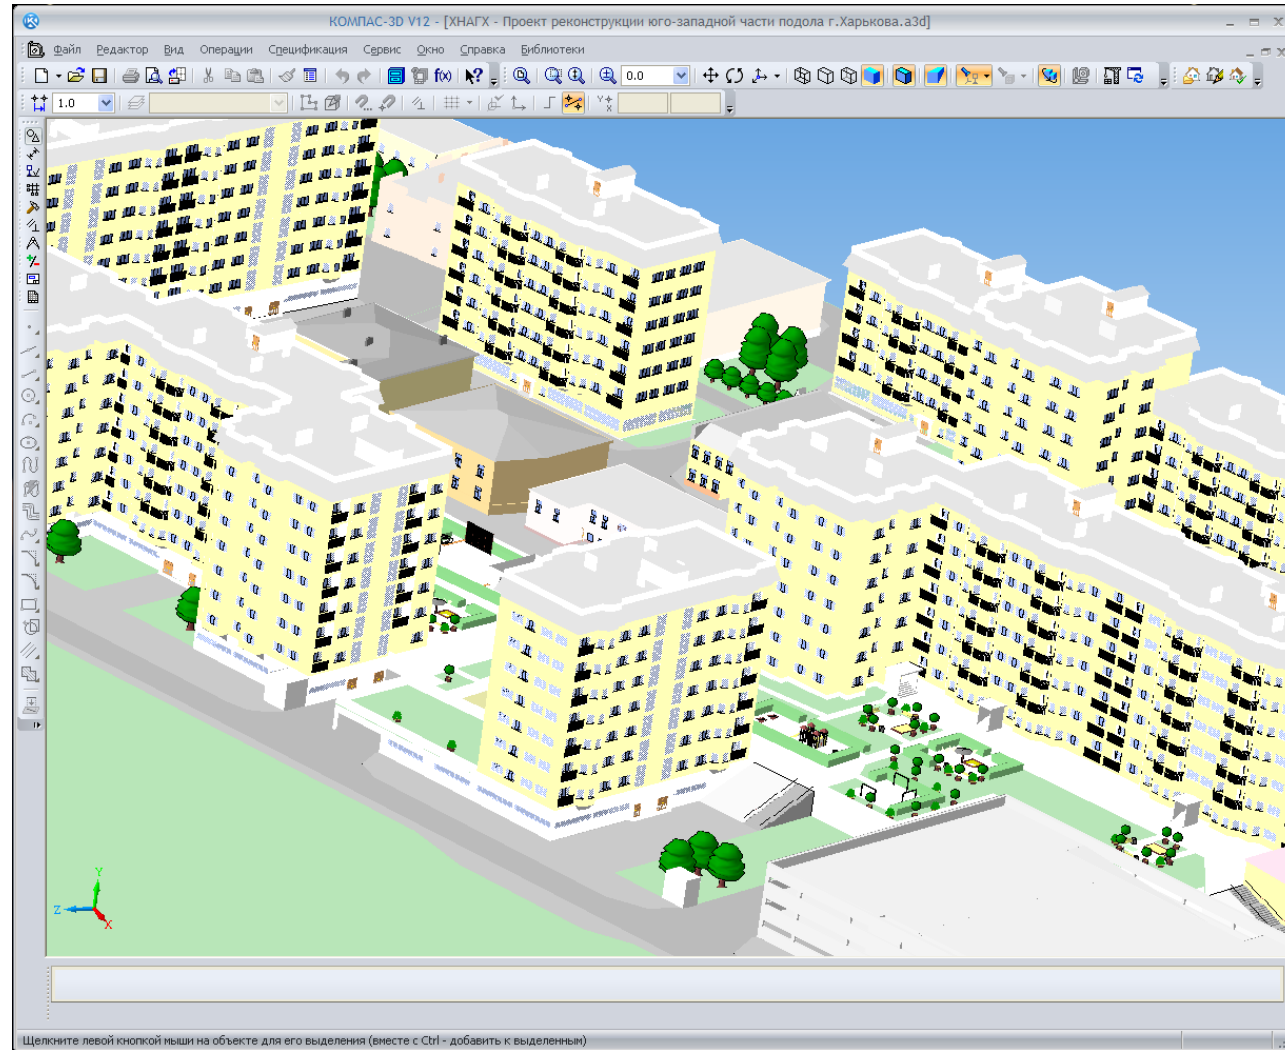 КОМПАС-3D V12 - [ХНАГХ - Проект реконструкции юго-западной части подола г.Харькова.a3d]
Файл Редактор Вид Операции Спецификация Сервис Окно Справка Библиотеки
f(x) 0.0
1.0
Y
Z
X
Щелкните левой кнопкой мыши на объекте для его выделения (вместе с Ctrl - добавить к выделенным)